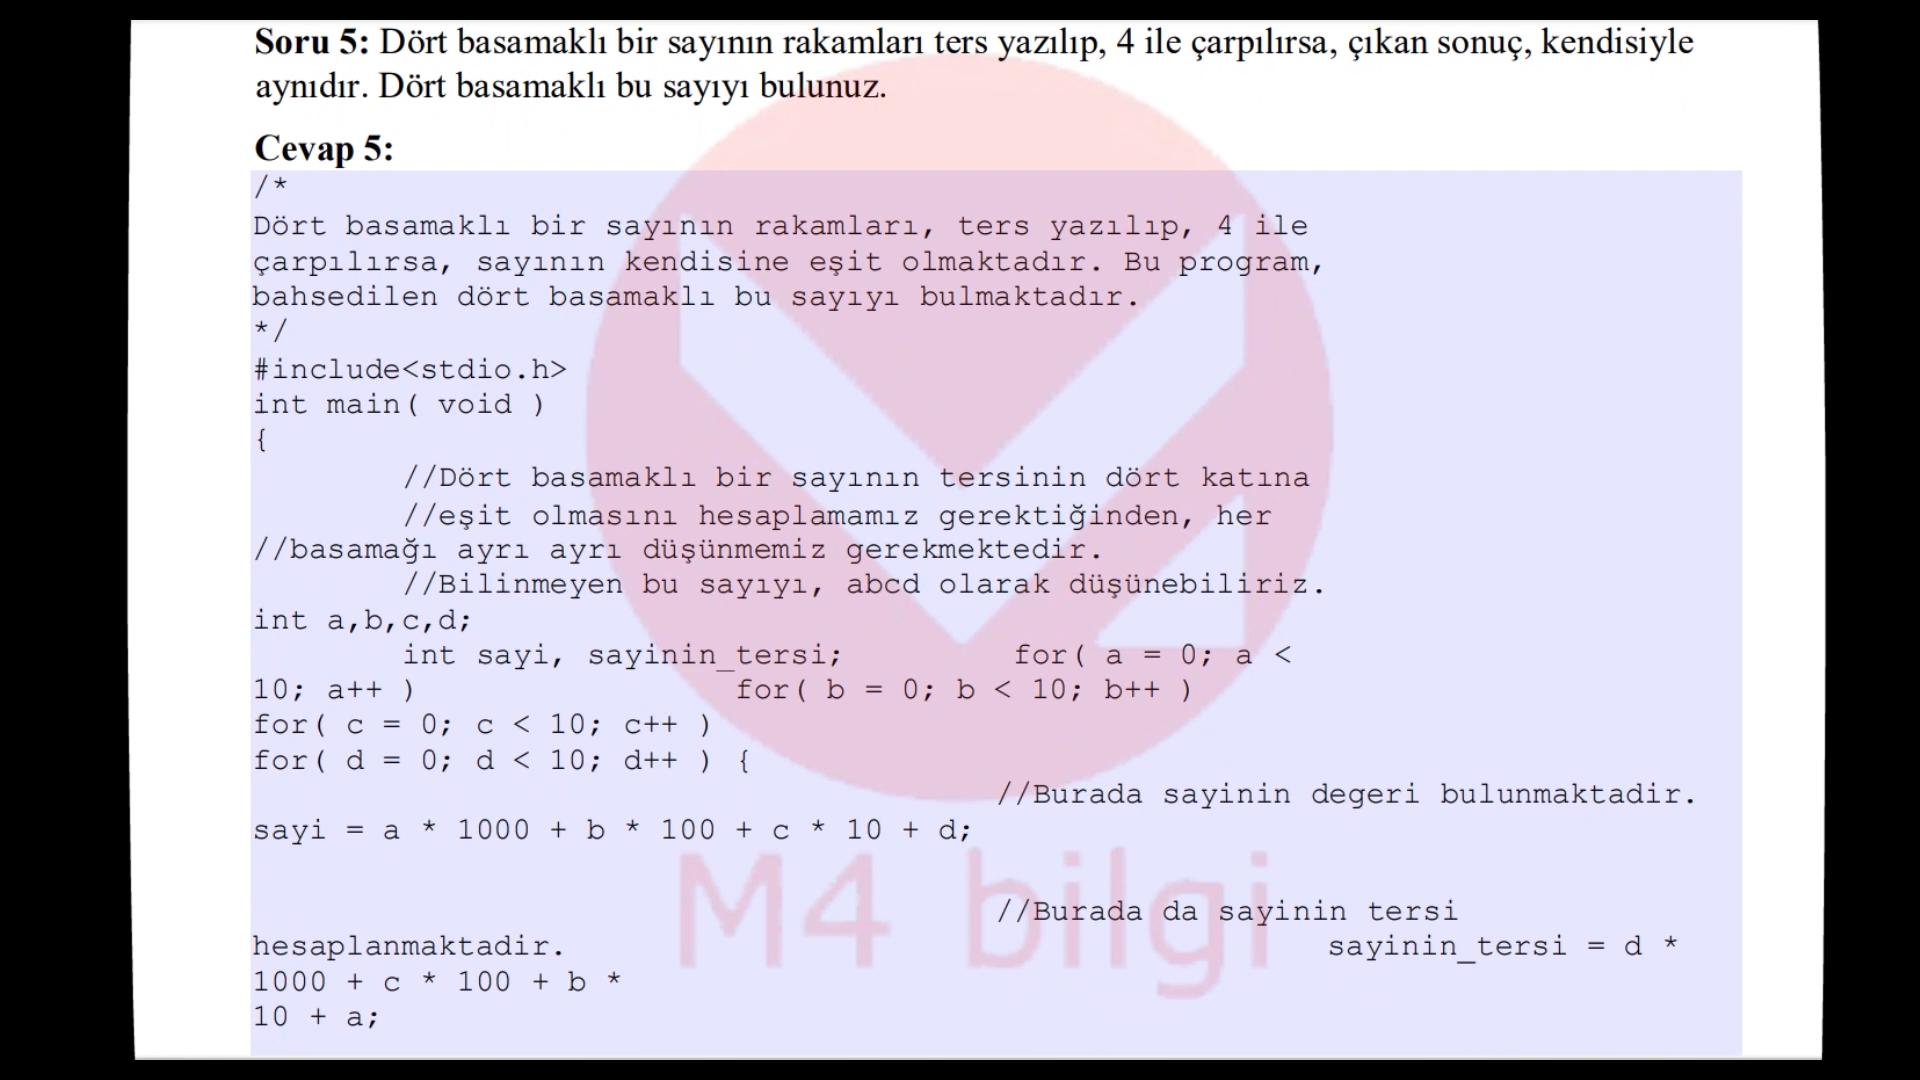 Soru 5: Dört basamaklı bir sayının rakamları ters yazılıp, 4 ile çarpılırsa, çıkan sonuç, kendisiyle
aynıdır. Dört basamaklı bu sayıyı bulunuz.
Cevap 5:
/*
Dört basamaklı bir sayının rakamları, ters yazılıp, 4 ile
çarpılırsa, sayının kendisine eşit olmaktadır. Bu program,
bahsedilen dört basamaklı bu sayıyı bulmaktadır.
*/
#include<stdio.h>
int main( void )
{
//Dört basamaklı bir sayının tersinin dört katına
//eşit olmasını hesaplamamız gerektiğinden, her
//basamağı ayrı ayrı düşünmemiz gerekmektedir.
//Bilinmeyen bu sayıyı, abcd olarak düşünebiliriz.
int a,b,c,d;
int sayi, sayinin_tersi; for( a = 0; a <
10; a++ ) for( b = 0; b < 10; b++ )
for( c = 0; c < 10; c++ )
for( d = 0; d < 10; d++ ) {
//Burada sayinin degeri bulunmaktadir.
sayi = a * 1000 + b * 100 + c * 10 + d;
//Burada da sayinin tersi
hesaplanmaktadir. sayinin_tersi = d *
1000 + c * 100 + b *
10 + a;
M4 bilgi